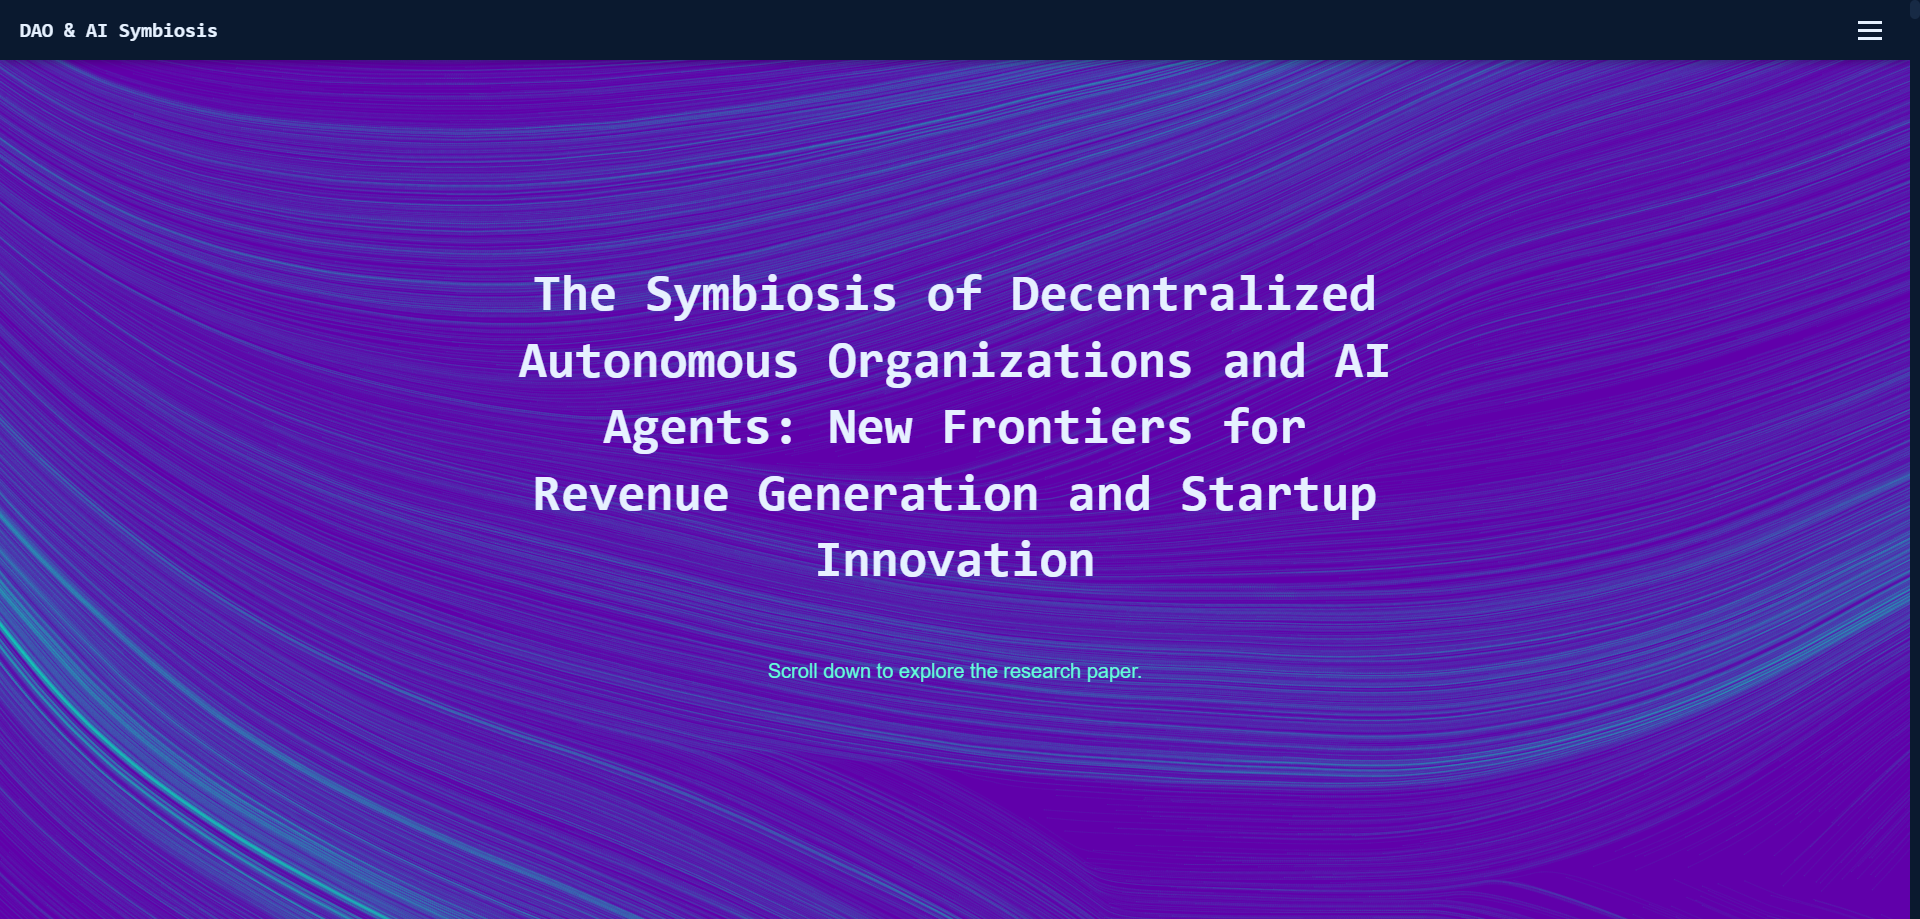 DAO & AI Symbiosis
The Symbiosis of Decentralized
Autonomous Organizations and AI
Agents: New Frontiers for
Revenue Generation and Startup
Innovation
Scroll down to explore the research paper.